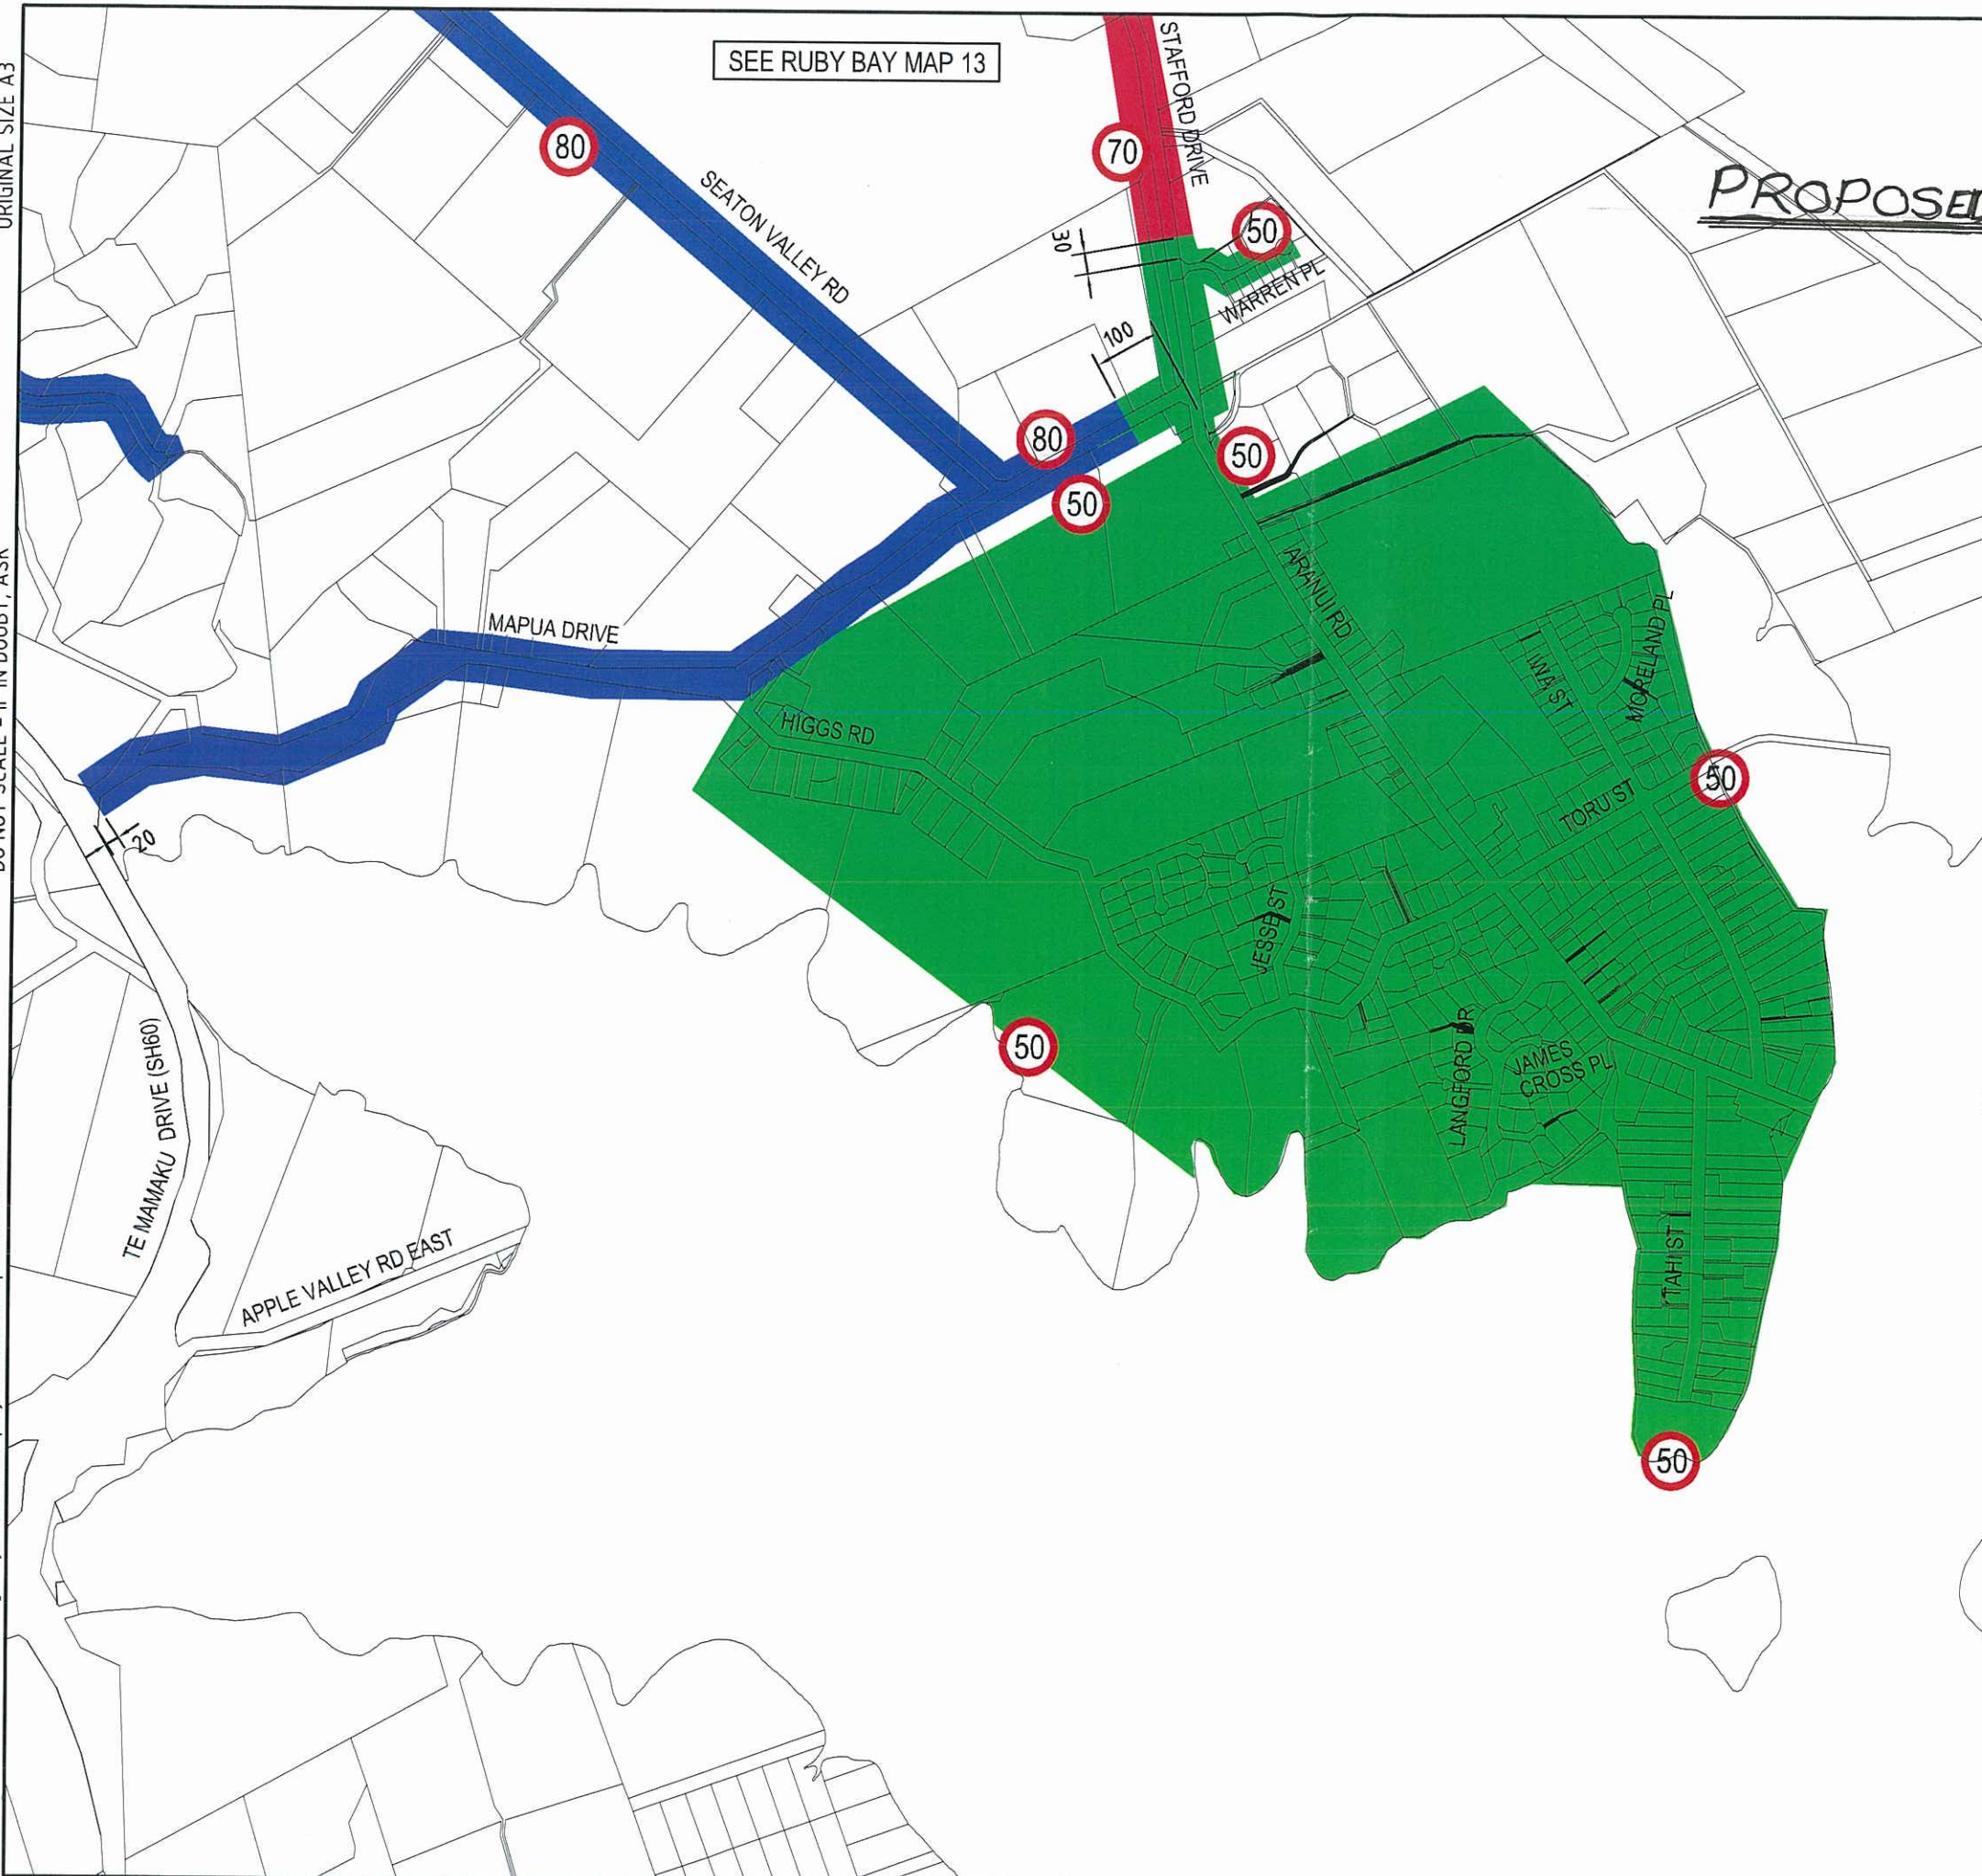 ORIGINAL SIZE A3
SEE RUBY BAY MAP 13
STAFFORD DRIVE
80
70
PROPOSED
SEATON VALLEY RD
50
30
WARREN PL
100
80
50
50
ARANUI RD
MAPUA DRIVE
IWA ST
MORELAND PL
HIGGS RD
50
TORU ST
20
JESSE ST
50
LANGFORD DR
JAMES
CROSS PL
TE MAMAKU DRIVE (SH60)
APPLE VALLEY RD EAST
TAHI ST
50